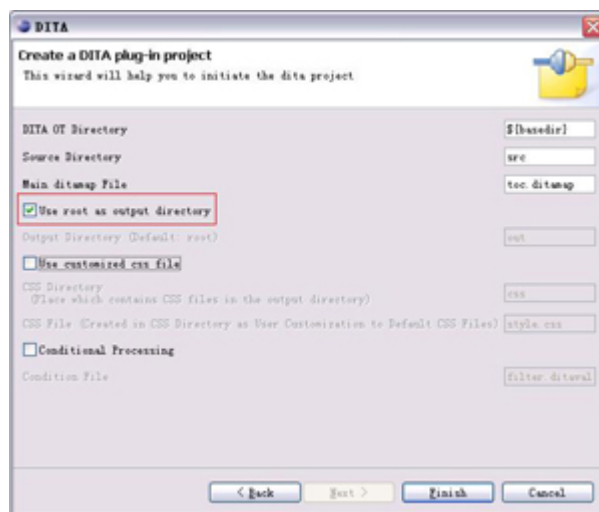 DITA
Create a DITA plug-in project
This wizard will help you to initiate the dita project
DITA OT Directory ${basedir}
Source Directory src
Main ditamap File toc.ditamap
Use root as output directory
Output Directory (Default: root) out
Use customized css file
CSS Directory
(Place which contains CSS files in the output directory) css
CSS File (Created in CSS Directory as User Customization to Default CSS Files) style.css
Conditional Processing
Condition File filter.ditaval
< Back Next > Finish Cancel